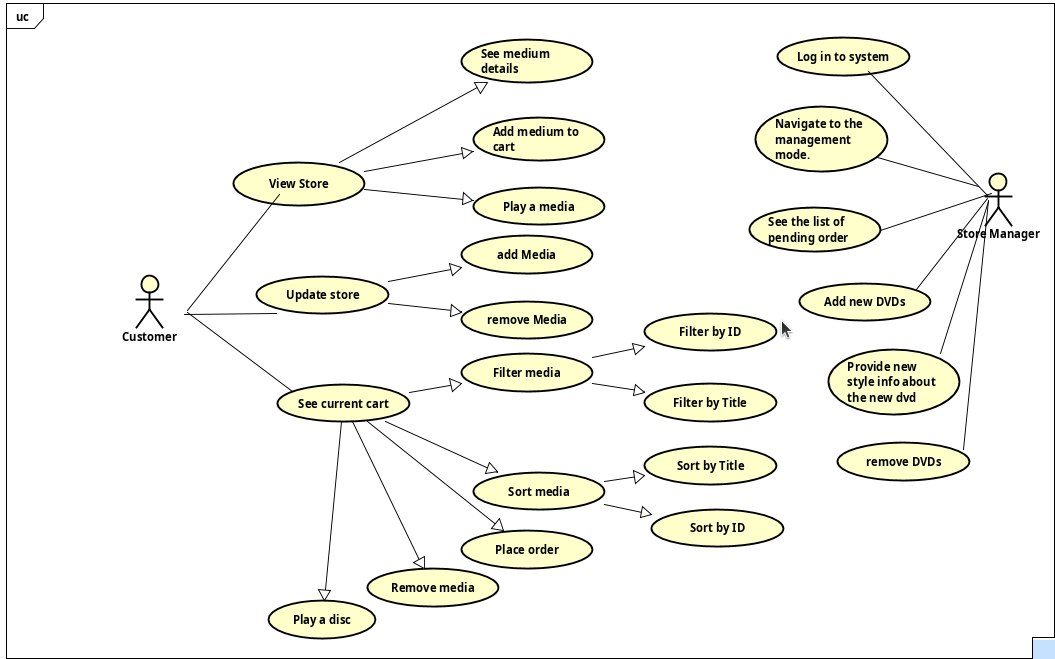 uc
See medium
details
Log in to system
Add medium to
cart
Navigate to the
management
mode.
View Store
Play a media
See the list of
pending order
Store Manager
add Media
Update store
Add new DVDs
remove Media
Customer
Filter by ID
Filter media
Provide new
style info about
the new dvd
See current cart
Filter by Title
remove DVDs
Sort by Title
Sort media
Sort by ID
Place order
Remove media
Play a disc